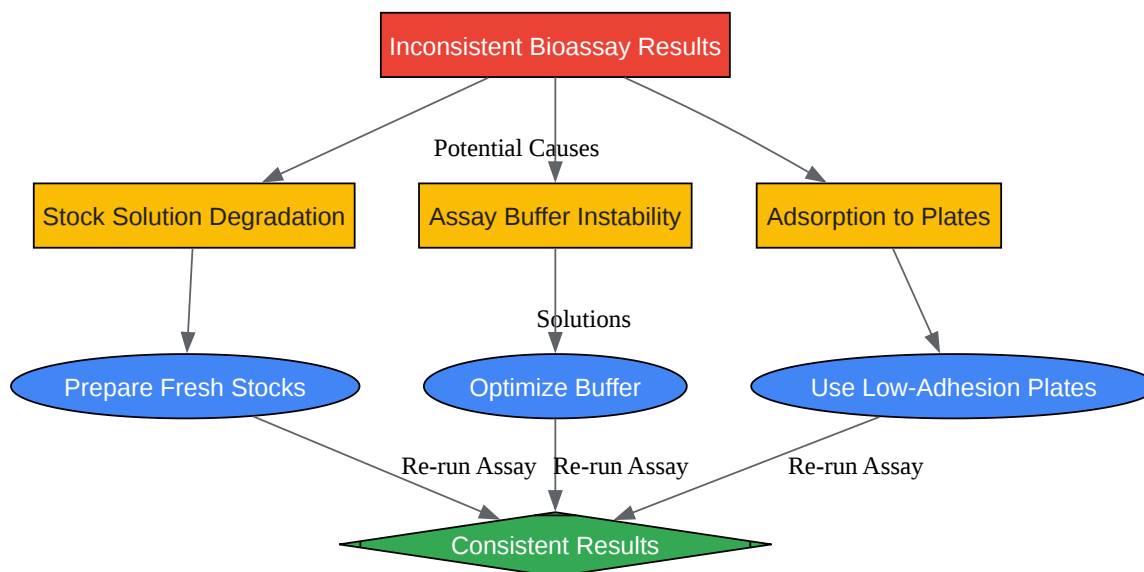 Inconsistent Bioassay Results
Potential Causes
Stock Solution Degradation
Assay Buffer Instability
Adsorption to Plates
Solutions
Prepare Fresh Stocks
Optimize Buffer
Use Low-Adhesion Plates
Re-run Assay
Re-run Assay
Re-run Assay
Consistent Results